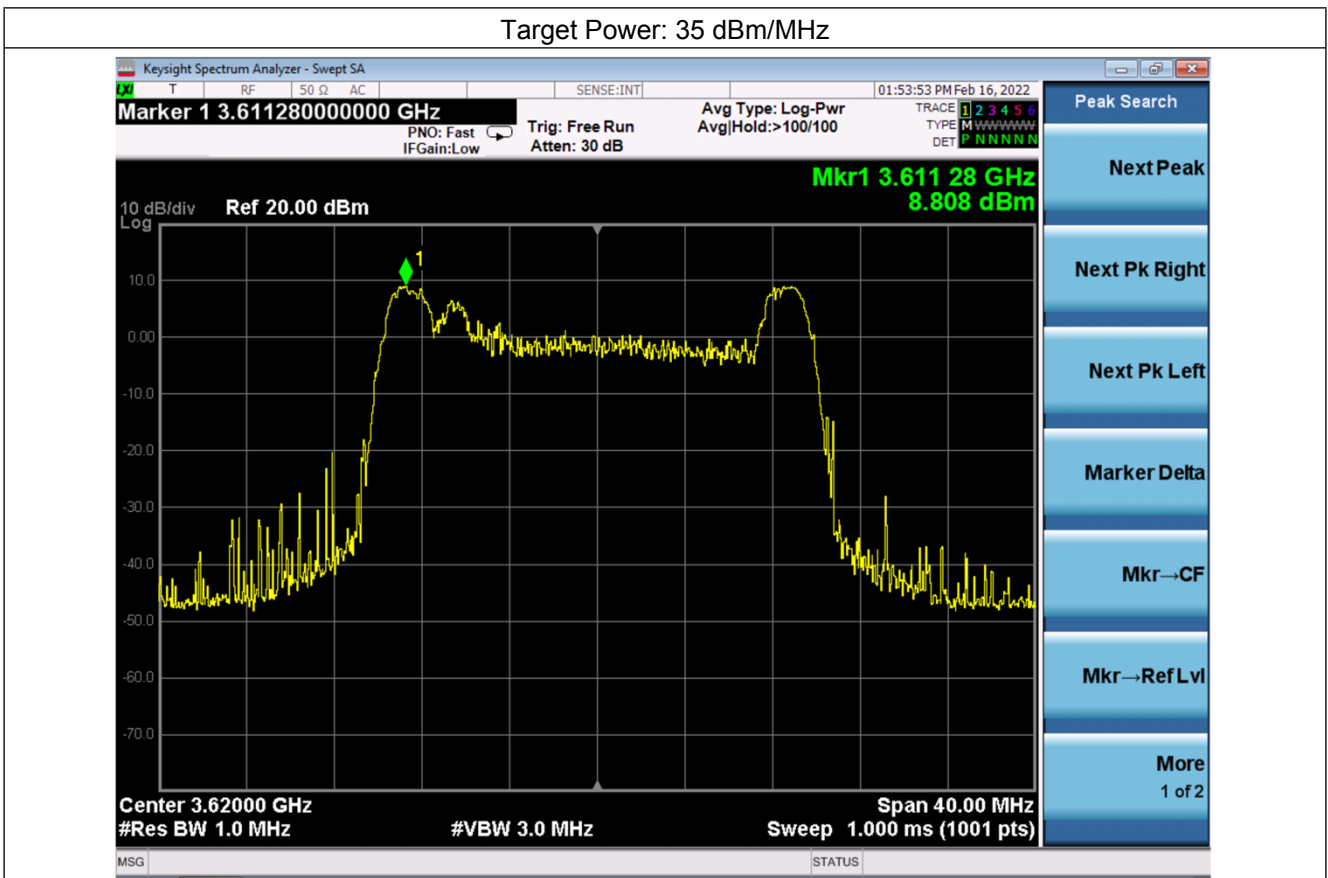 Target Power: 35 dBm/MHz
Keysight Spectrum Analyzer - Swept SA
LXI T RF 50 Ω AC SENSE:INT 01:53:53 PM Feb 16, 2022
Marker 1 3.611280000000 GHz
PNO: Fast
IFGain:Low
Trig: Free Run
Atten: 30 dB
Avg Type: Log-Pwr
Avg|Hold:>100/100
TRACE 1 2 3 4 5 6
TYPE M WWWWW
DET P N N N N N
Mkr1 3.611 28 GHz
8.808 dBm
10 dB/div Ref 20.00 dBm
Log
1
10.0
0.00
-10.0
-20.0
-30.0
-40.0
-50.0
-60.0
-70.0
Center 3.62000 GHz Span 40.00 MHz
#Res BW 1.0 MHz #VBW 3.0 MHz Sweep 1.000 ms (1001 pts)
MSG STATUS
Peak Search
Next Peak
Next Pk Right
Next Pk Left
Marker Delta
Mkr→CF
Mkr→Ref Lvl
More
1 of 2